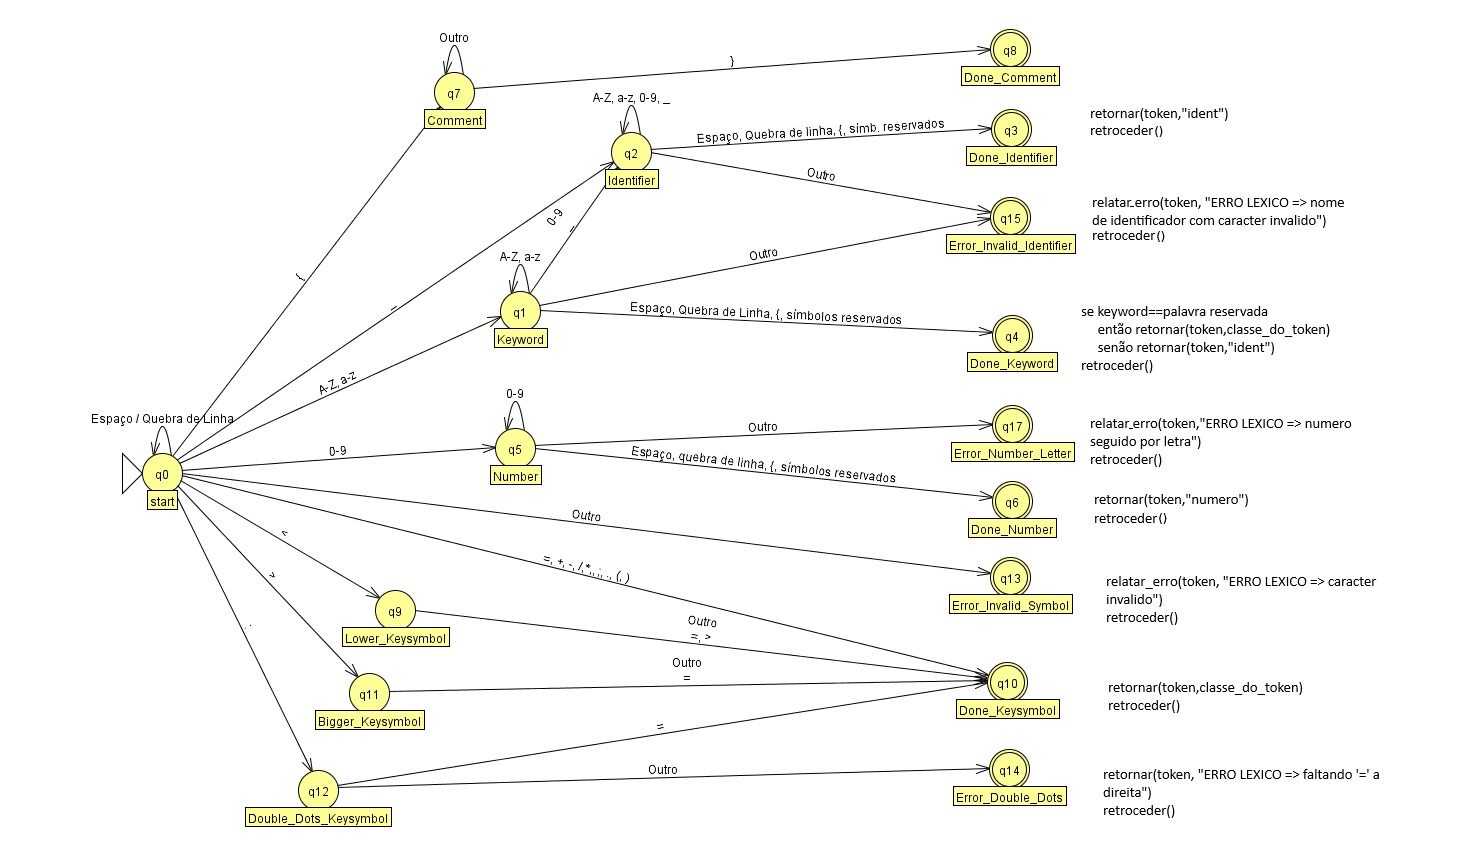 Outro
}
q8
Done_Comment
q7
Comment
A-Z, a-z, 0-9, _
Espaço, Quebra de linha, {, símb. reservados
q3
Done_Identifier
retornar(token,"ident")
retroceder()
q2
Identifier
Outro
q15
Error_Invalid_Identifier
relatar_erro(token, "ERRO LEXICO => nome
de identificador com caracter invalido")
retroceder()
{
0-9
_
_
A-Z, a-z
Outro
q1
Keyword
Espaço, Quebra de Linha, {, símbolos reservados
q4
Done_Keyword
se keyword==palavra reservada
então retornar(token,classe_do_token)
senão retornar(token,"ident")
retroceder()
A-Z, a-z
Espaço / Quebra de Linha
q0
start
0-9
0-9
q5
Number
Outro
q17
Error_Number_Letter
relatar_erro(token,"ERRO LEXICO => numero
seguido por letra")
retroceder()
Espaço, quebra de linha, {, símbolos reservados
q6
Done_Number
retornar(token,"numero")
retroceder()
Outro
q13
Error_Invalid_Symbol
relatar_erro(token, "ERRO LEXICO => caracter
invalido")
retroceder()
=, +, -, /,*, ;, ., (, )
<
>
:
q9
Lower_Keysymbol
Outro
=, >
q11
Bigger_Keysymbol
Outro
=
q10
Done_Keysymbol
retornar(token,classe_do_token)
retroceder()
q12
Double_Dots_Keysymbol
=
Outro
q14
Error_Double_Dots
retornar(token, "ERRO LEXICO => faltando '=' a
direita")
retroceder()